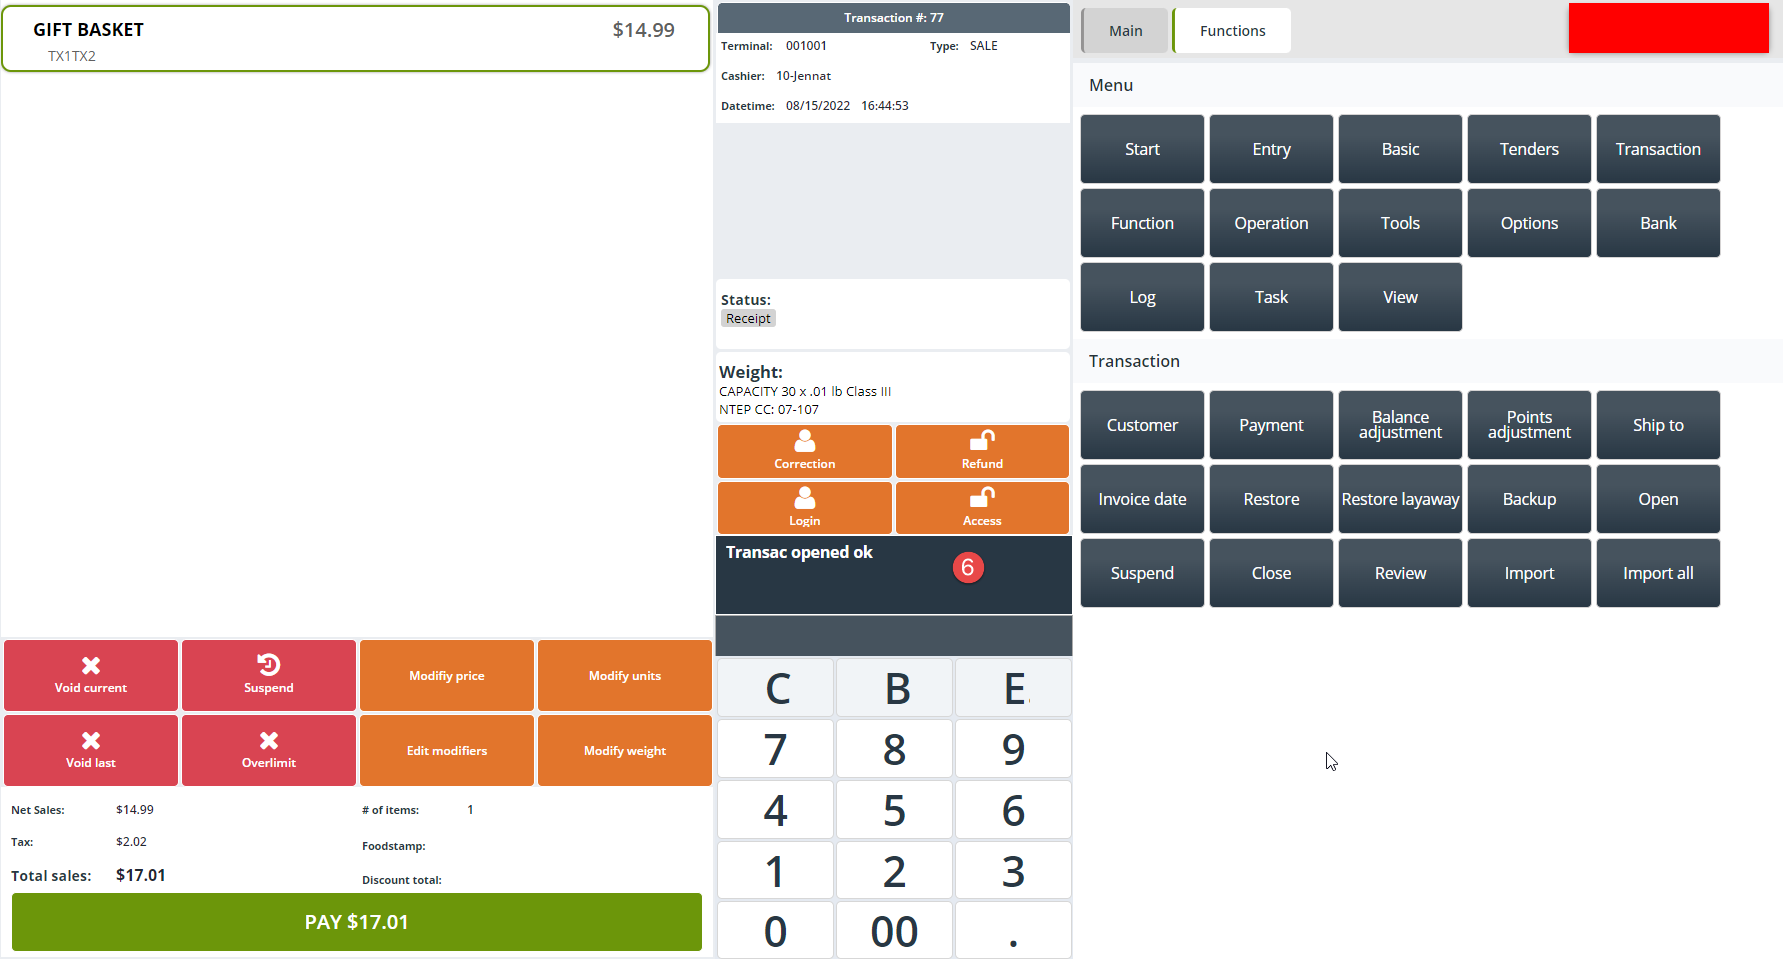 GIFT BASKET $14.99
TX1TX2
Transaction #: 77
Terminal: 001001 Type: SALE
Cashier: 10-Jennat
Datetime: 08/15/2022 16:44:53
Status:
Receipt
Weight:
CAPACITY 30 x .01 lb Class III
NTEP CC: 07-107
Correction Refund
Login Access
Transac opened ok
6
C B E.
7 8 9
4 5 6
1 2 3
0 00 .
Void current Suspend Modifiy price Modify units
Void last Overlimit Edit modifiers Modify weight
Net Sales: $14.99 # of items: 1
Tax: $2.02 Foodstamp:
Total sales: $17.01 Discount total:
PAY $17.01
Main Functions
Menu
Start Entry Basic Tenders Transaction
Function Operation Tools Options Bank
Log Task View
Transaction
Customer Payment Balance adjustment Points adjustment Ship to
Invoice date Restore Restore layaway Backup Open
Suspend Close Review Import Import all